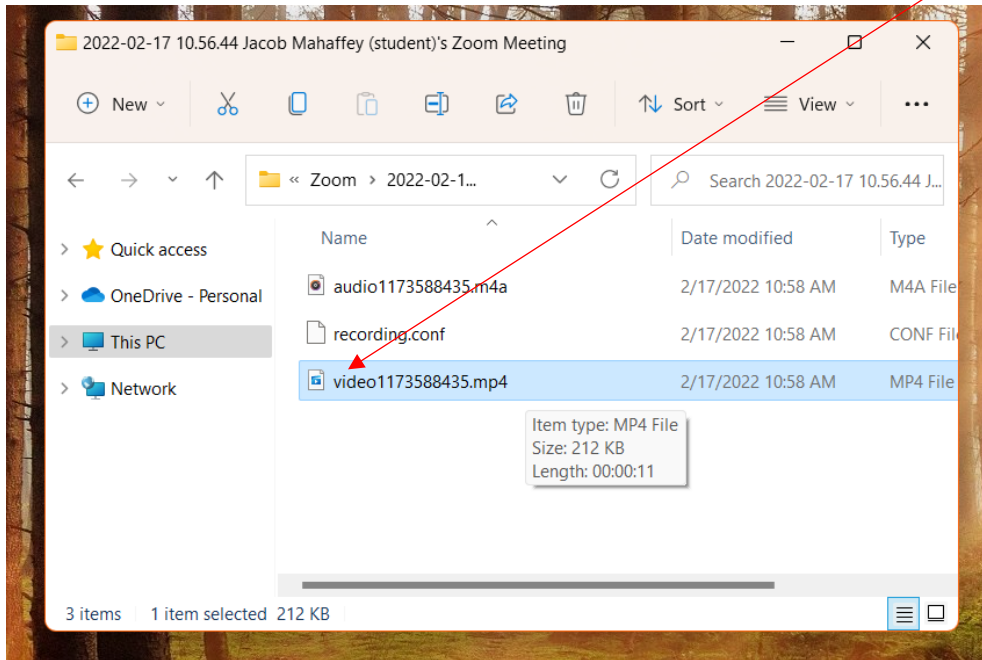 2022-02-17 10.56.44 Jacob Mahaffey (student)'s Zoom Meeting
New Sort View
« Zoom > 2022-02-1... Search 2022-02-17 10.56.44 J...
Name Date modified Type
Quick access
audio1173588435.m4a 2/17/2022 10:58 AM M4A File
OneDrive - Personal
recording.conf 2/17/2022 10:58 AM CONF File
This PC
video1173588435.mp4 2/17/2022 10:58 AM MP4 File
Network
Item type: MP4 File
Size: 212 KB
Length: 00:00:11
3 items 1 item selected 212 KB